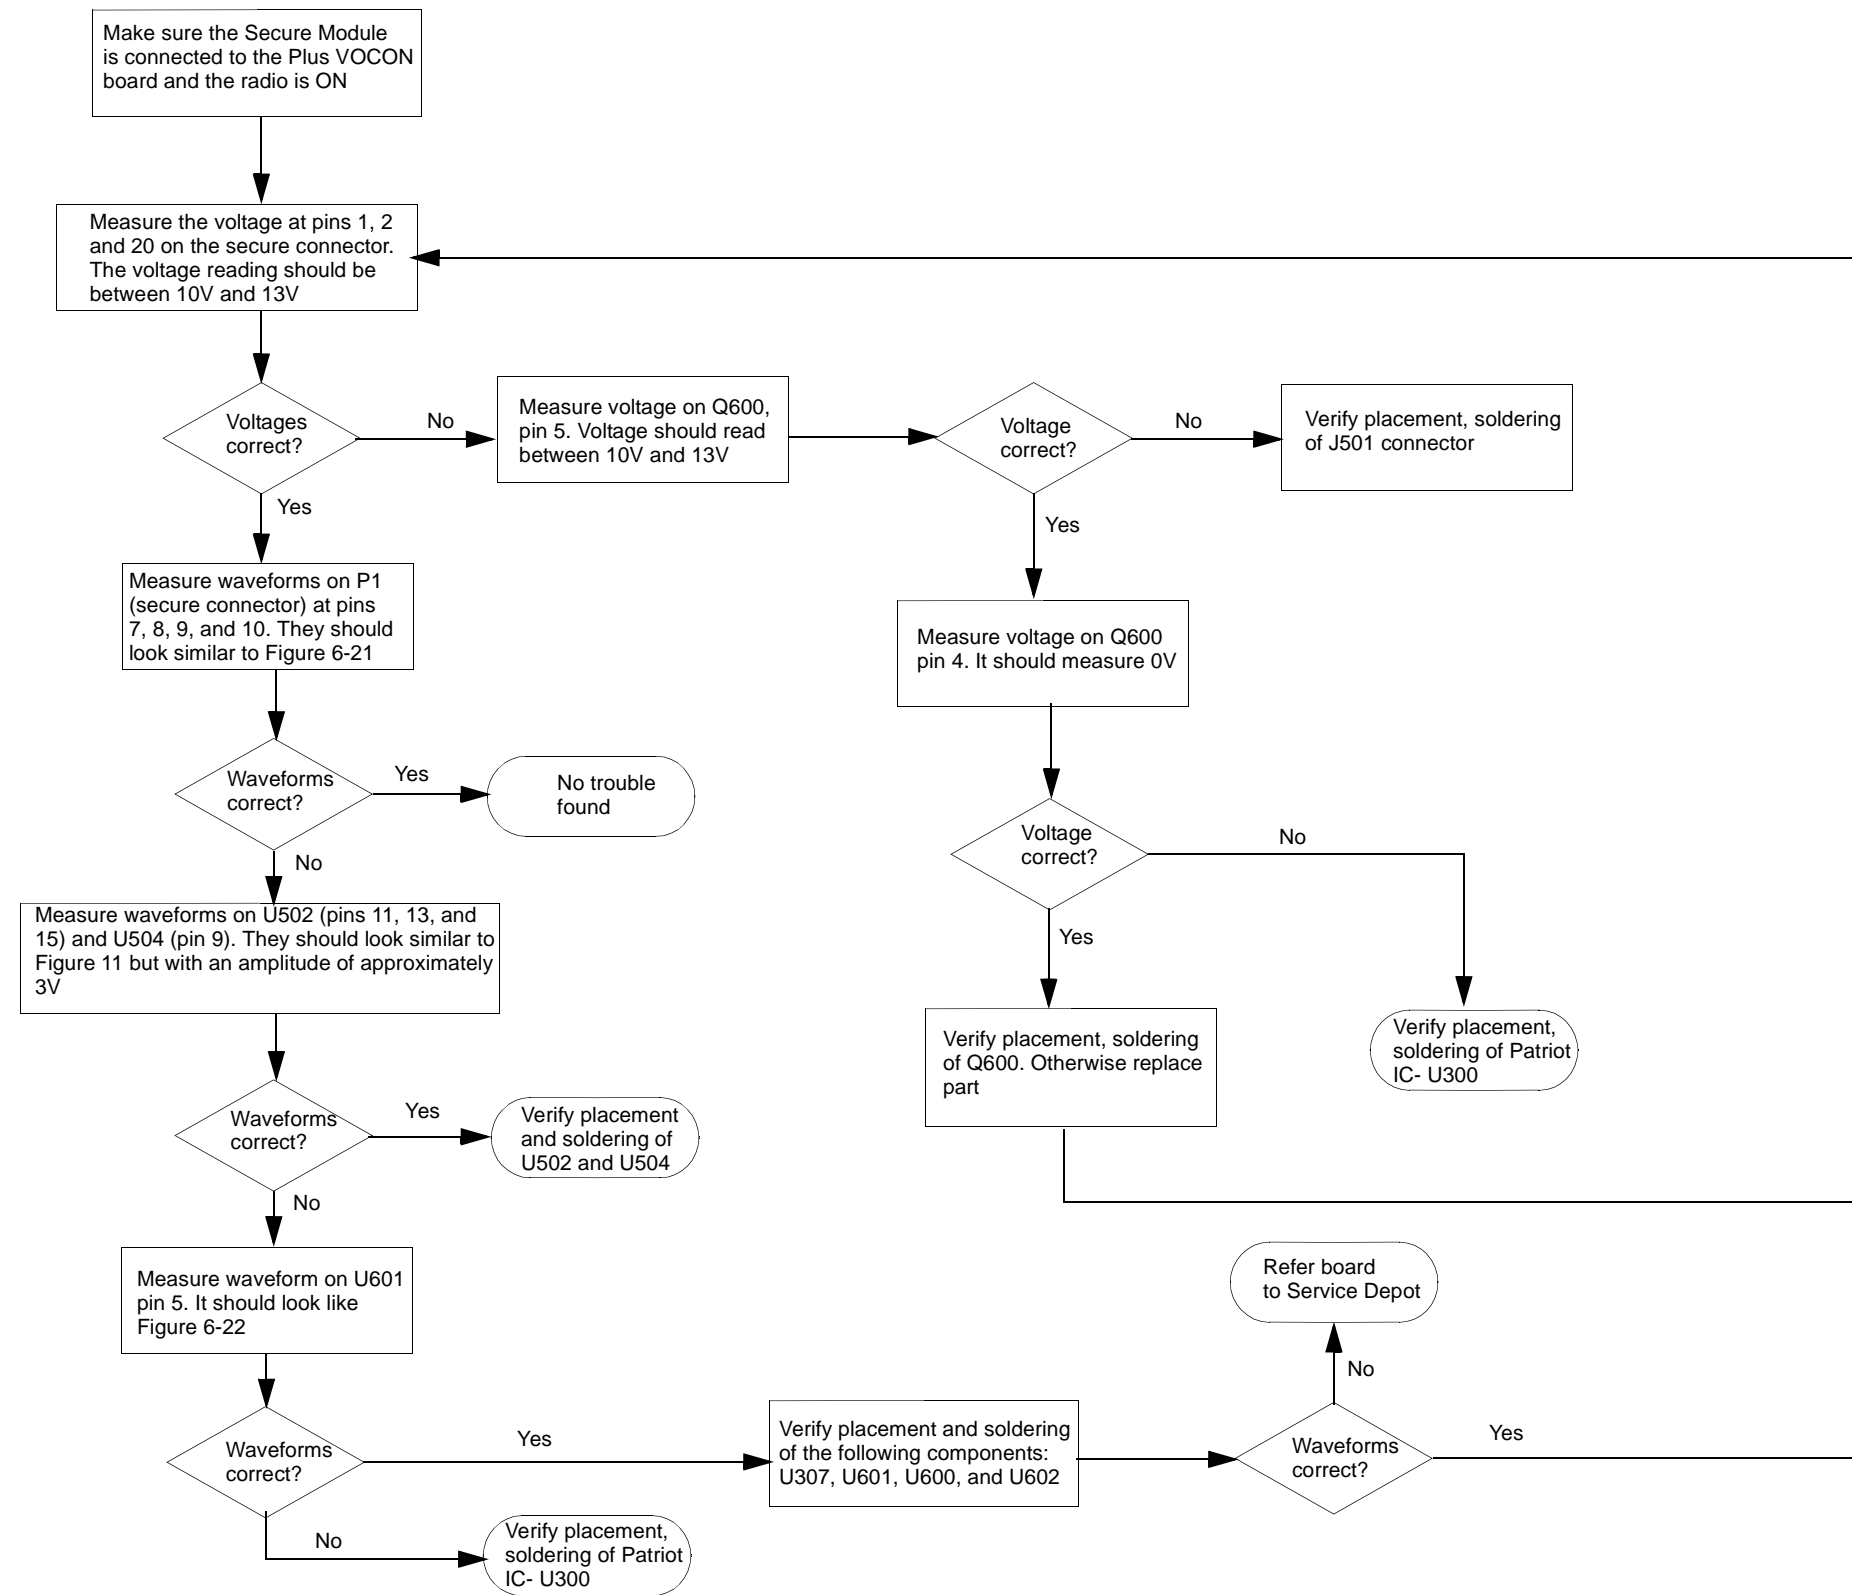 Make sure the Secure Module
is connected to the Plus VOCON
board and the radio is ON
Measure the voltage at pins 1, 2
and 20 on the secure connector.
The voltage reading should be
between 10V and 13V
Voltages
correct?
No
Measure voltage on Q600,
pin 5. Voltage should read
between 10V and 13V
Voltage
correct?
No
Verify placement, soldering
of J501 connector
Yes
Yes
Measure waveforms on P1
(secure connector) at pins
7, 8, 9, and 10. They should
look similar to Figure 6-21
Measure voltage on Q600
pin 4. It should measure 0V
Waveforms
correct?
Yes
No trouble
found
No
Voltage
correct?
No
Measure waveforms on U502 (pins 11, 13, and
15) and U504 (pin 9). They should look similar to
Figure 11 but with an amplitude of approximately
3V
Yes
Verify placement, soldering
of Q600. Otherwise replace
part
Verify placement,
soldering of Patriot
IC- U300
Waveforms
correct?
Yes
Verify placement
and soldering of
U502 and U504
No
Measure waveform on U601
pin 5. It should look like
Figure 6-22
Refer board
to Service Depot
No
Waveforms
correct?
Yes
Verify placement and soldering
of the following components:
U307, U601, U600, and U602
Waveforms
correct?
Yes
No
Verify placement,
soldering of Patriot
IC- U300